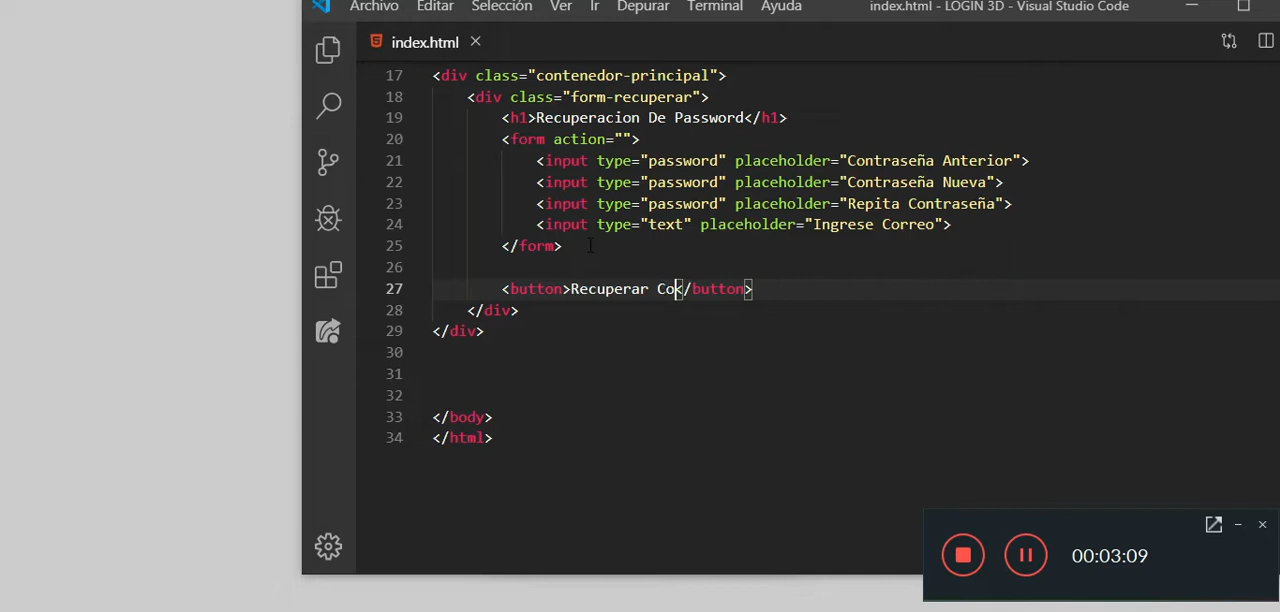 Archivo Editar Selección Ver Ir Depurar Terminal Ayuda index.html - LOGIN 3D - Visual Studio Code
index.html
17 <div class="contenedor-principal">
18 <div class="form-recuperar">
19 <h1>Recuperacion De Password</h1>
20 <form action="">
21 <input type="password" placeholder="Contraseña Anterior">
22 <input type="password" placeholder="Contraseña Nueva">
23 <input type="password" placeholder="Repita Contraseña">
24 <input type="text" placeholder="Ingrese Correo">
25 </form>
26
27 <button>Recuperar Co</button>
28 </div>
29 </div>
30
31
32
33 </body>
34 </html>
00:03:09